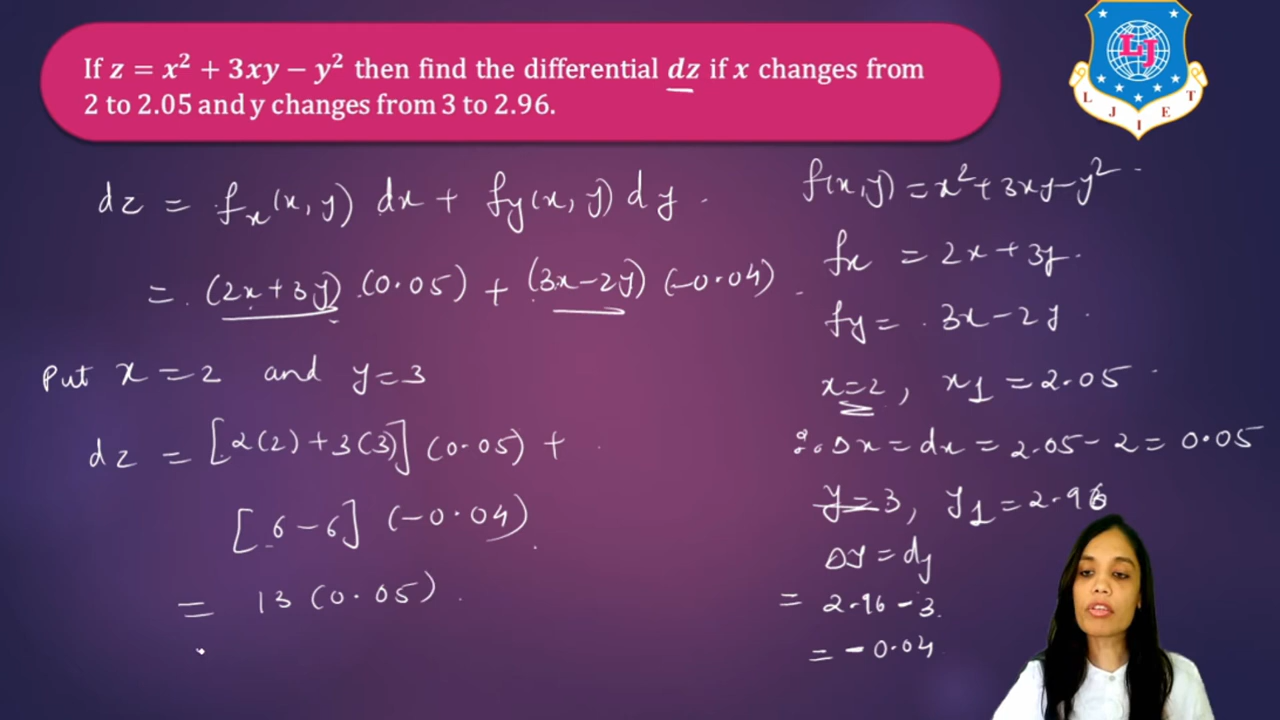 If z = x² + 3xy − y² then find the differential dz if x changes from
2 to 2.05 and y changes from 3 to 2.96.
LJ
L J I E T
dz = fx(x, y) dx + fy(x, y) dy.
= (2x+3y) (0.05) + (3x−2y) (−0.04)
Put x = 2 and y = 3
dz = [2(2) + 3(3)] (0.05) +
[6−6] (−0.04)
= 13 (0.05)
f(x, y) = x² + 3xy − y²
fx = 2x + 3y.
fy = 3x − 2y
x = 2, x1 = 2.05
∴ Δx = dx = 2.05 − 2 = 0.05
y = 3, y1 = 2.96
Δy = dy
= 2.96 − 3
= −0.04